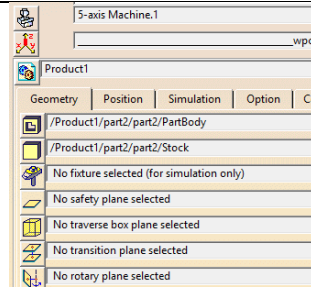 5-axis Machine.1
_wpc
Product1
Geometry Position Simulation Option C
/Product1/part2/part2/PartBody
/Product1/part2/part2/Stock
No fixture selected (for simulation only)
No safety plane selected
No traverse box plane selected
No transition plane selected
No rotary plane selected